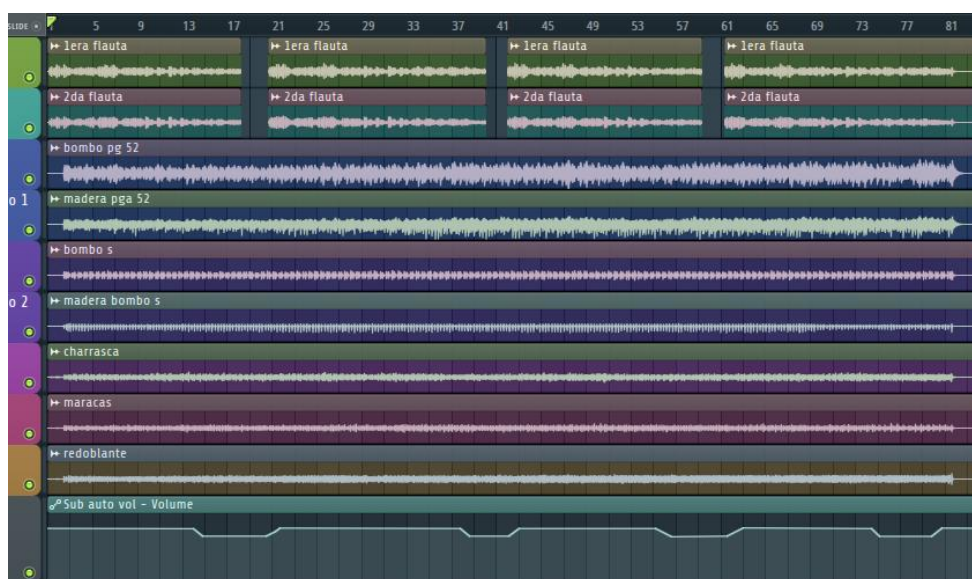 SLIDE 5 9 13 17 21 25 29 33 37 41 45 49 53 57 61 65 69 73 77 81
1era flauta 1era flauta 1era flauta 1era flauta
2da flauta 2da flauta 2da flauta 2da flauta
bombo pg 52
o 1 madera pga 52
bombo s
o 2 madera bombo s
charrasca
maracas
redoblante
Sub auto vol - Volume